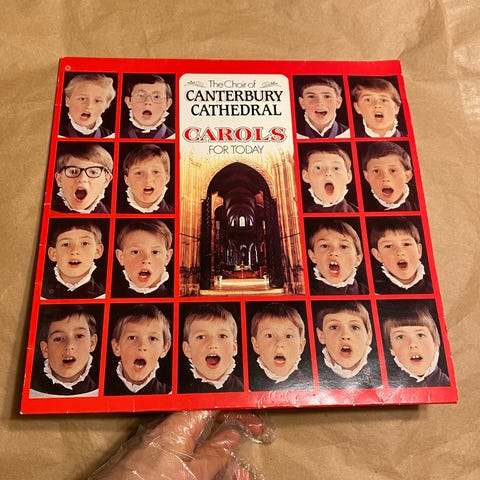 The Choir of
CANTERBURY
CATHEDRAL
CAROLS
FOR TODAY